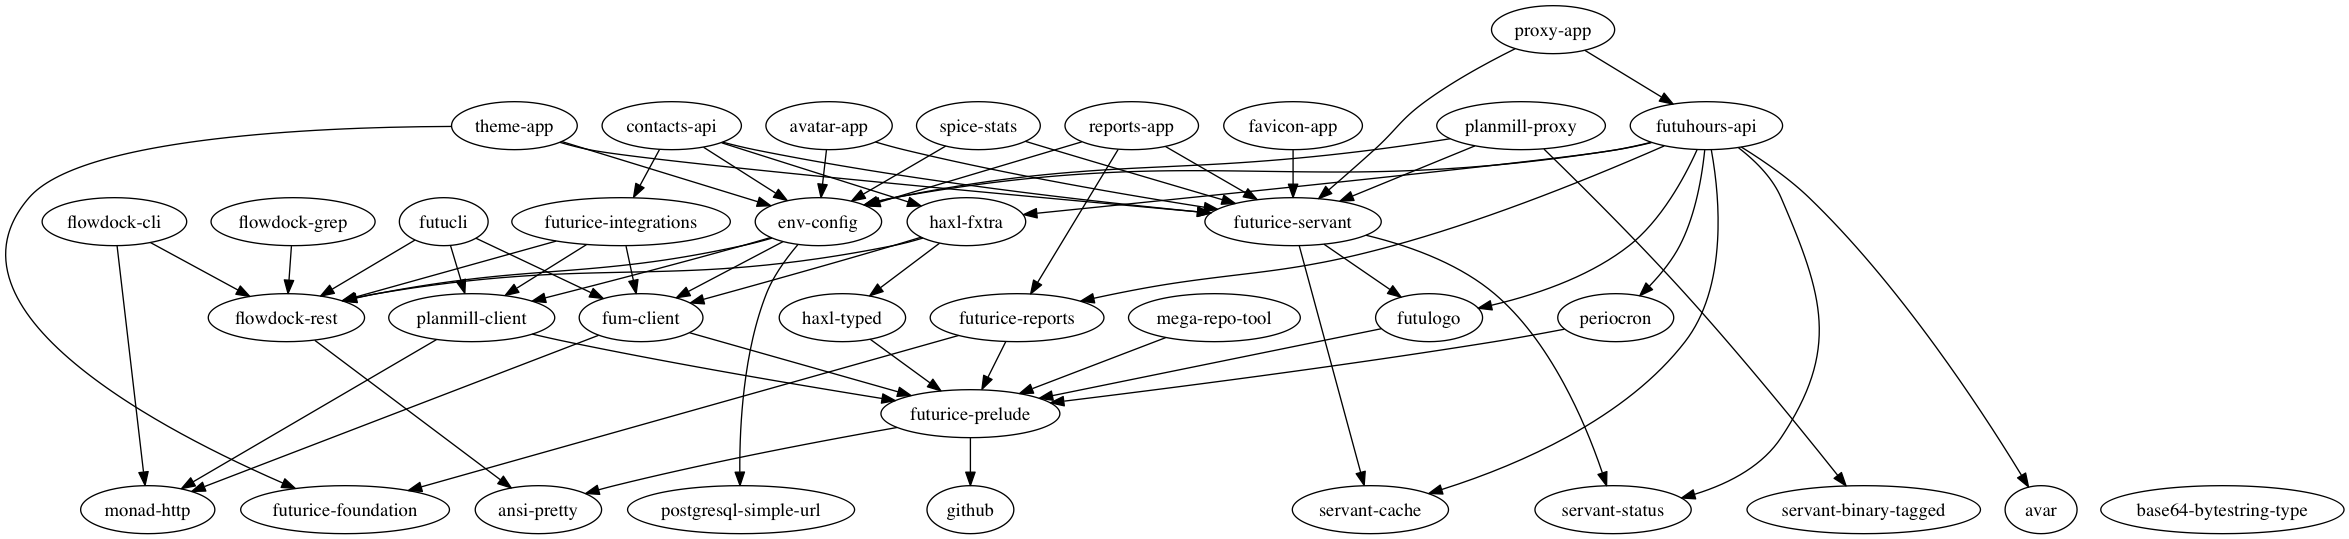 proxy-app
theme-app
contacts-api
avatar-app
spice-stats
reports-app
favicon-app
planmill-proxy
futuhours-api
flowdock-cli
flowdock-grep
futucli
futurice-integrations
env-config
haxl-fxtra
futurice-servant
flowdock-rest
planmill-client
fum-client
haxl-typed
futurice-reports
mega-repo-tool
futulogo
periocron
futurice-prelude
monad-http
futurice-foundation
ansi-pretty
postgresql-simple-url
github
servant-cache
servant-status
servant-binary-tagged
avar
base64-bytestring-type